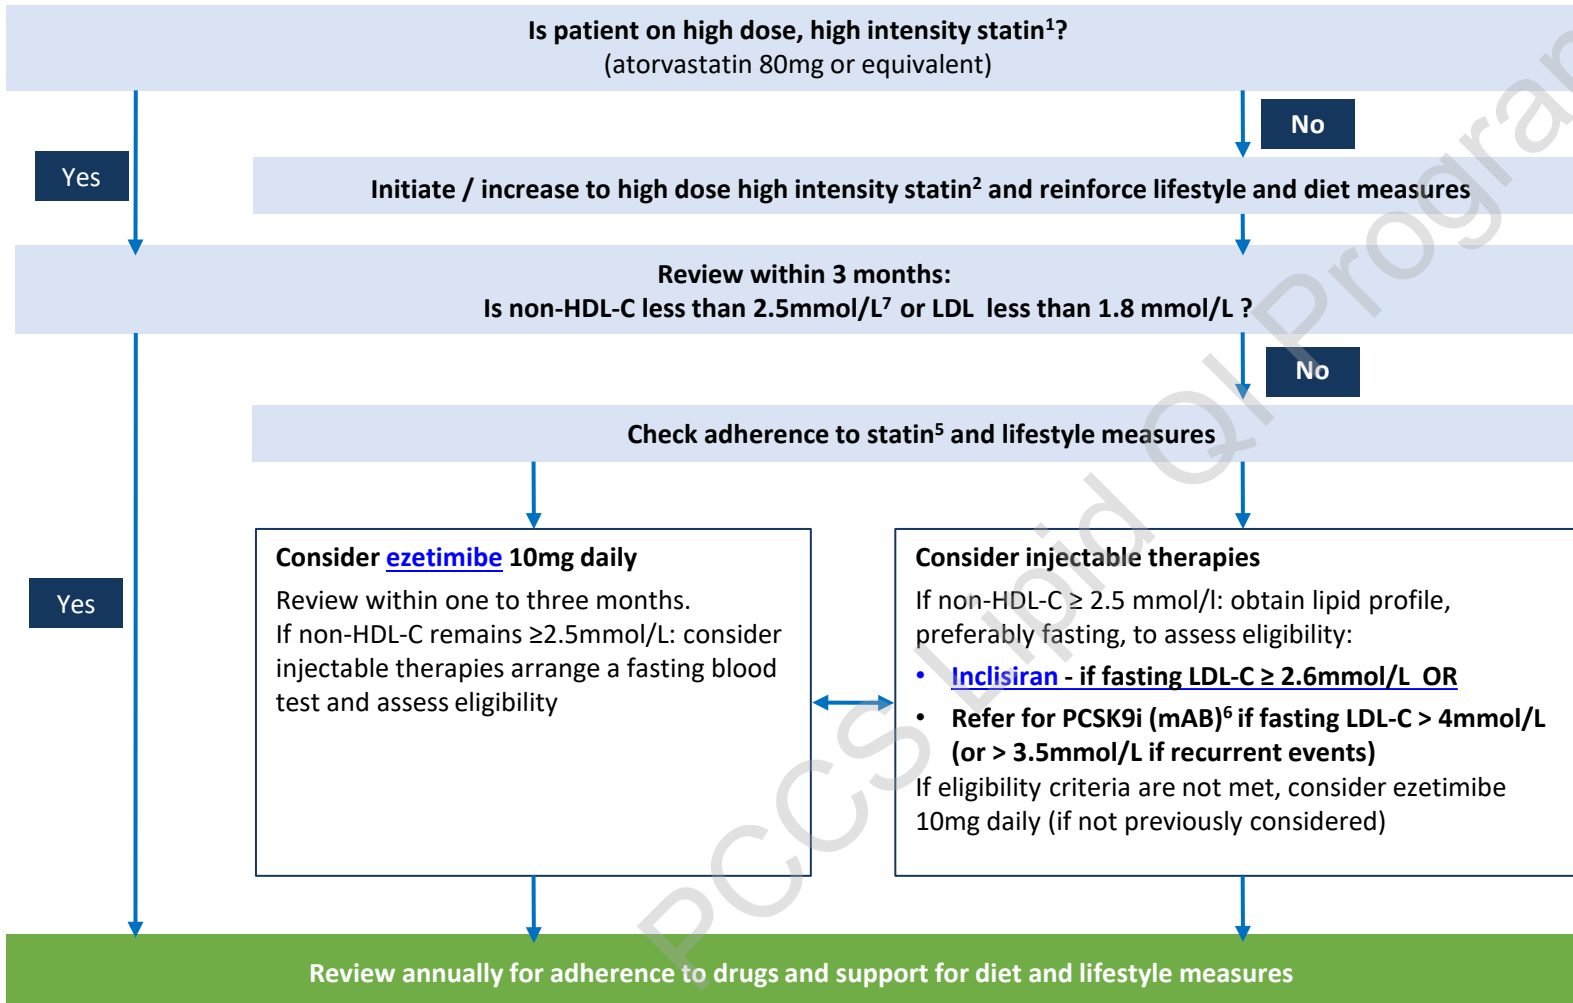 Is patient on high dose, high intensity statin¹?
(atorvastatin 80mg or equivalent)
No
Yes
Initiate / increase to high dose high intensity statin² and reinforce lifestyle and diet measures
Review within 3 months:
Is non-HDL-C less than 2.5mmol/L⁷ or LDL  less than 1.8 mmol/L ?
No
Check adherence to statin⁵ and lifestyle measures
Yes
Consider ezetimibe 10mg daily
Review within one to three months.
If non-HDL-C remains ≥2.5mmol/L: consider
injectable therapies arrange a fasting blood
test and assess eligibility
Consider injectable therapies
If non-HDL-C ≥ 2.5 mmol/l: obtain lipid profile,
preferably fasting, to assess eligibility:
• Inclisiran - if fasting LDL-C ≥ 2.6mmol/L  OR
• Refer for PCSK9i (mAB)⁶ if fasting LDL-C > 4mmol/L
(or > 3.5mmol/L if recurrent events)
If eligibility criteria are not met, consider ezetimibe
10mg daily (if not previously considered)
Review annually for adherence to drugs and support for diet and lifestyle measures
PCCS Lipid QI Program